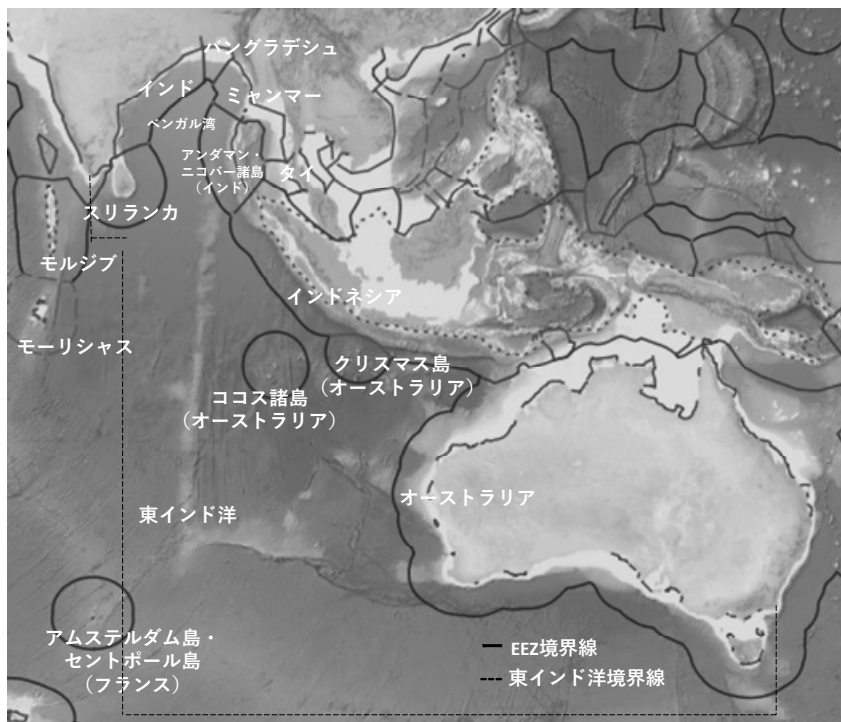 バングラデシュ
インド
ミャンマー
ベンガル湾
アンダマン・
ニコバー諸島
（インド）
タイ
スリランカ
モルジブ
インドネシア
モーリシャス
クリスマス島
（オーストラリア）
ココス諸島
（オーストラリア）
オーストラリア
東インド洋
アムステルダム島・
セントポール島
（フランス）
EEZ境界線
東インド洋境界線